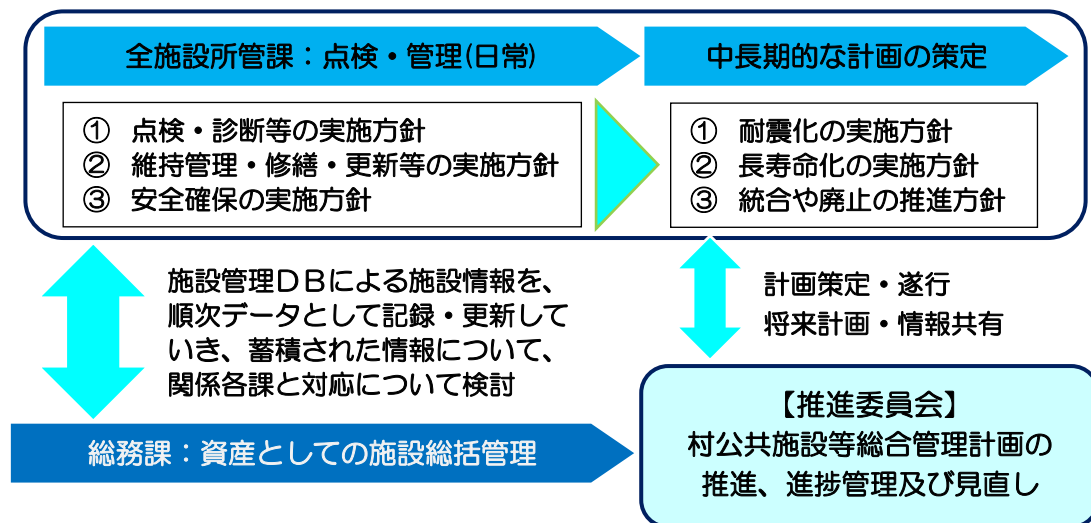 全施設所管課：点検・管理(日常)
中長期的な計画の策定
① 点検・診断等の実施方針
② 維持管理・修繕・更新等の実施方針
③ 安全確保の実施方針
① 耐震化の実施方針
② 長寿命化の実施方針
③ 統合や廃止の推進方針
施設管理ＤＢによる施設情報を、
順次データとして記録・更新して
いき、蓄積された情報について、
関係各課と対応について検討
計画策定・遂行
将来計画・情報共有
総務課：資産としての施設総括管理
【推進委員会】
村公共施設等総合管理計画の
推進、進捗管理及び見直し